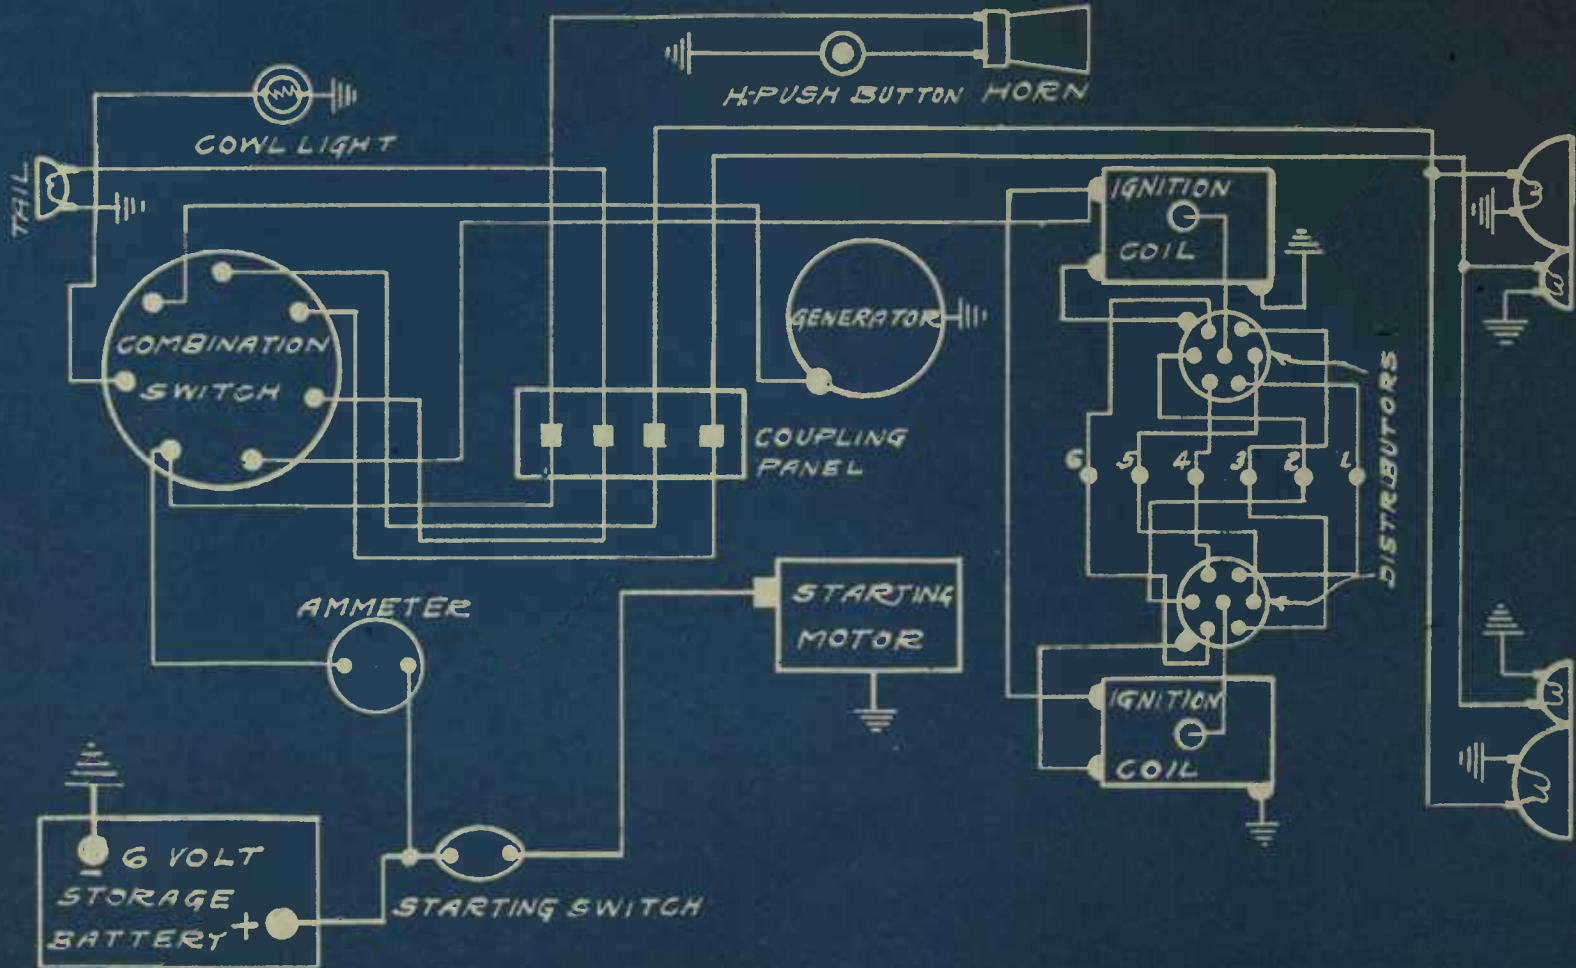 H-PUSH BUTTON
HORN
COWL LIGHT
TAIL
IGNITION
COIL
GENERATOR
COMBINATION
SWITCH
COUPLING
PANEL
6 5 4 3 2 1
DISTRIBUTORS
STARTING
MOTOR
AMMETER
IGNITION
COIL
6 VOLT
STORAGE
BATTERY
- +
STARTING SWITCH